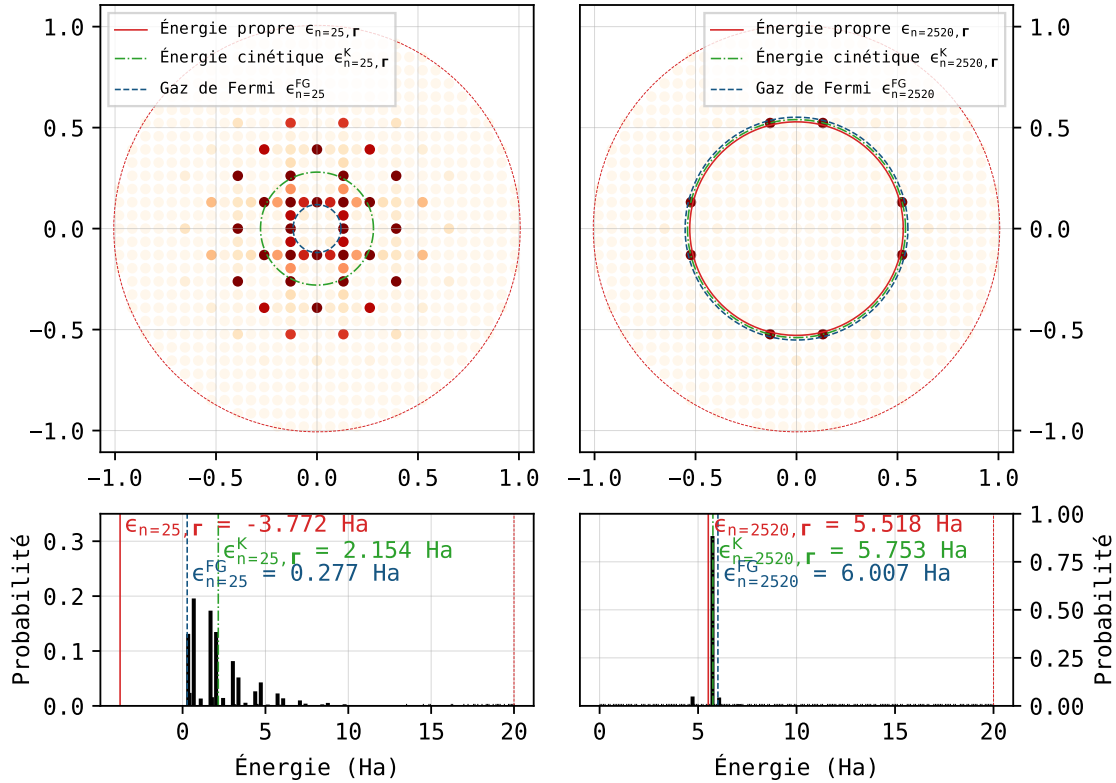 Énergie propre ϵn=25,Γ
Énergie cinétique ϵᴷn=25,Γ
Gaz de Fermi ϵFGn=25
1.0
0.5
0.0
−0.5
−1.0
−1.0 −0.5 0.0 0.5 1.0
Énergie propre ϵn=2520,Γ
Énergie cinétique ϵᴷn=2520,Γ
Gaz de Fermi ϵFGn=2520
1.0
0.5
0.0
−0.5
−1.0
−1.0 −0.5 0.0 0.5 1.0
ϵn=25,Γ = -3.772 Ha
ϵᴷn=25,Γ = 2.154 Ha
ϵFGn=25 = 0.277 Ha
Probabilité
0.3
0.2
0.1
0.0
0 5 10 15 20
Énergie (Ha)
ϵn=2520,Γ = 5.518 Ha
ϵᴷn=2520,Γ = 5.753 Ha
ϵFGn=2520 = 6.007 Ha
1.00
0.75
0.50
0.25
0.00
Probabilité
0 5 10 15 20
Énergie (Ha)